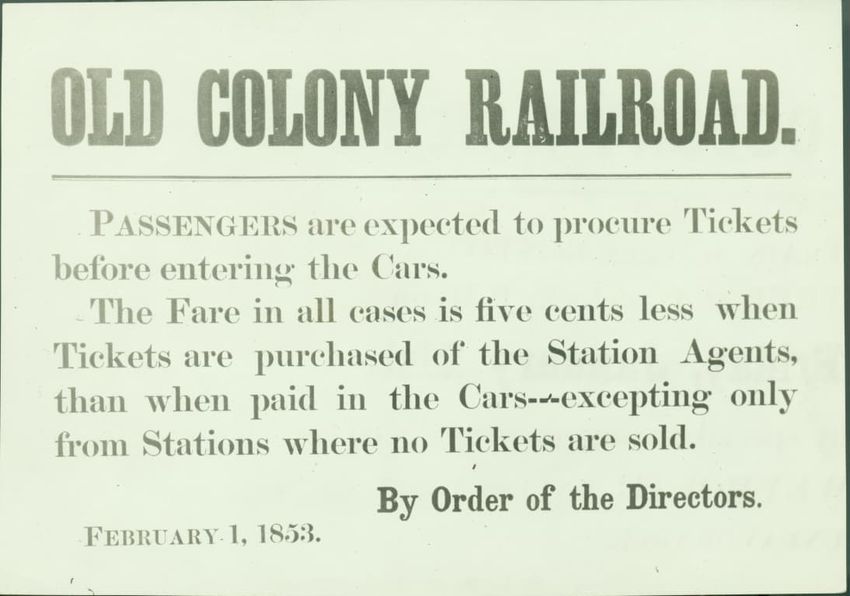 OLD COLONY RAILROAD.
PASSENGERS are expected to procure Tickets
before entering the Cars.
The Fare in all cases is five cents less when
Tickets are purchased of the Station Agents,
than when paid in the Cars---excepting only
from Stations where no Tickets are sold.
By Order of the Directors.
FEBRUARY 1, 1853.